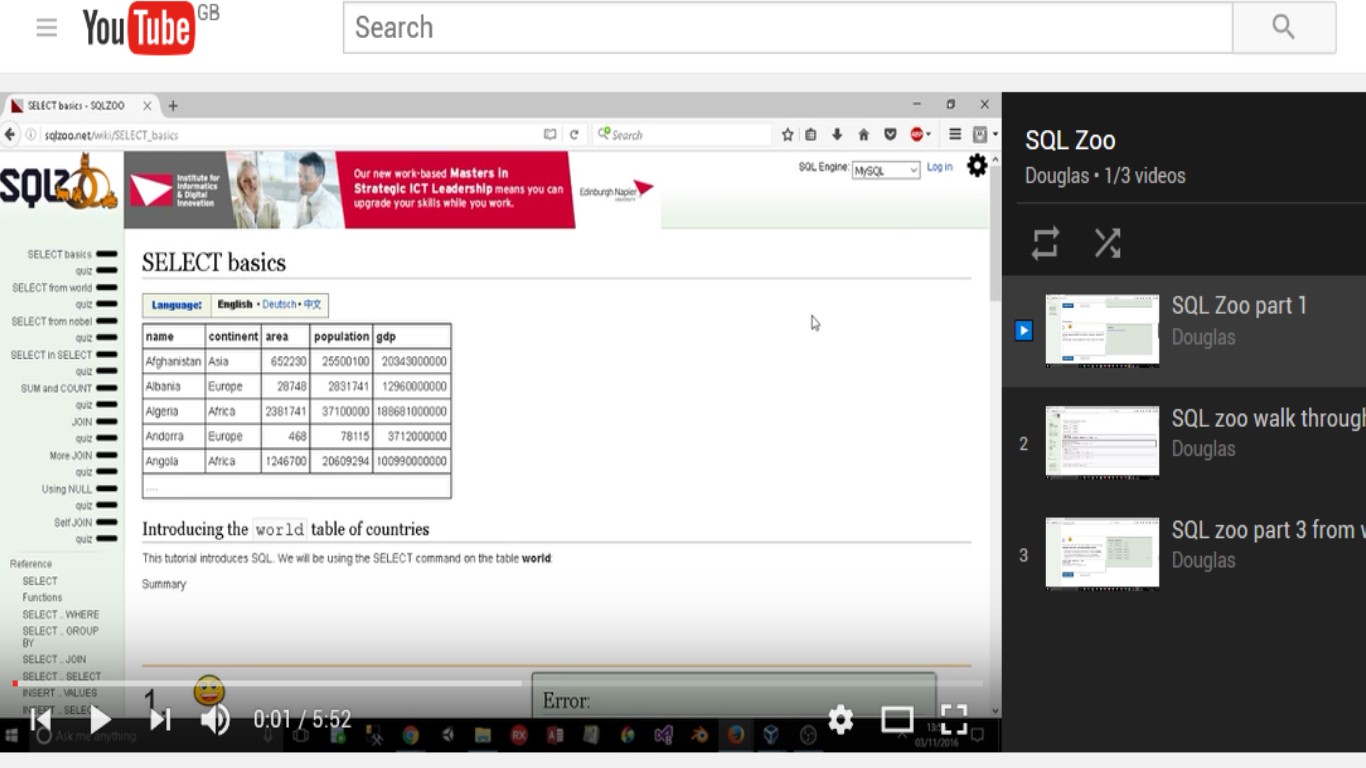 YouTube GB
Search
SELECT basics - SQLZOO
sqlzoo.net/wiki/SELECT_basics
Search
SQLZOO
Institute for
Informatics
& Digital
Innovation
Our new work-based Masters in
Strategic ICT Leadership means you can
upgrade your skills while you work.
Edinburgh Napier
UNIVERSITY
SQL Engine: MySQL Log in
SELECT basics
quiz
SELECT from world
quiz
SELECT from nobel
quiz
SELECT in SELECT
quiz
SUM and COUNT
quiz
JOIN
quiz
More JOIN
quiz
Using NULL
quiz
Self JOIN
quiz
Reference
SELECT
Functions
SELECT .. WHERE
SELECT .. GROUP
BY
SELECT .. JOIN
SELECT .. SELECT
INSERT .. VALUES
SELECT basics
Language: English • Deutsch • 中文
name continent area population gdp
Afghanistan Asia 652230 25500100 20343000000
Albania Europe 28748 2831741 12960000000
Algeria Africa 2381741 37100000 188681000000
Andorra Europe 468 78115 3712000000
Angola Africa 1246700 20609294 100990000000
....
Introducing the world table of countries
This tutorial introduces SQL. We will be using the SELECT command on the table world:
Summary
1.
Error:
0:01 / 5:52
Ask me anything
03/11/2016
SQL Zoo
Douglas • 1/3 videos
SQL Zoo part 1
Douglas
2
SQL zoo walk through
Douglas
3
SQL zoo part 3 from
Douglas